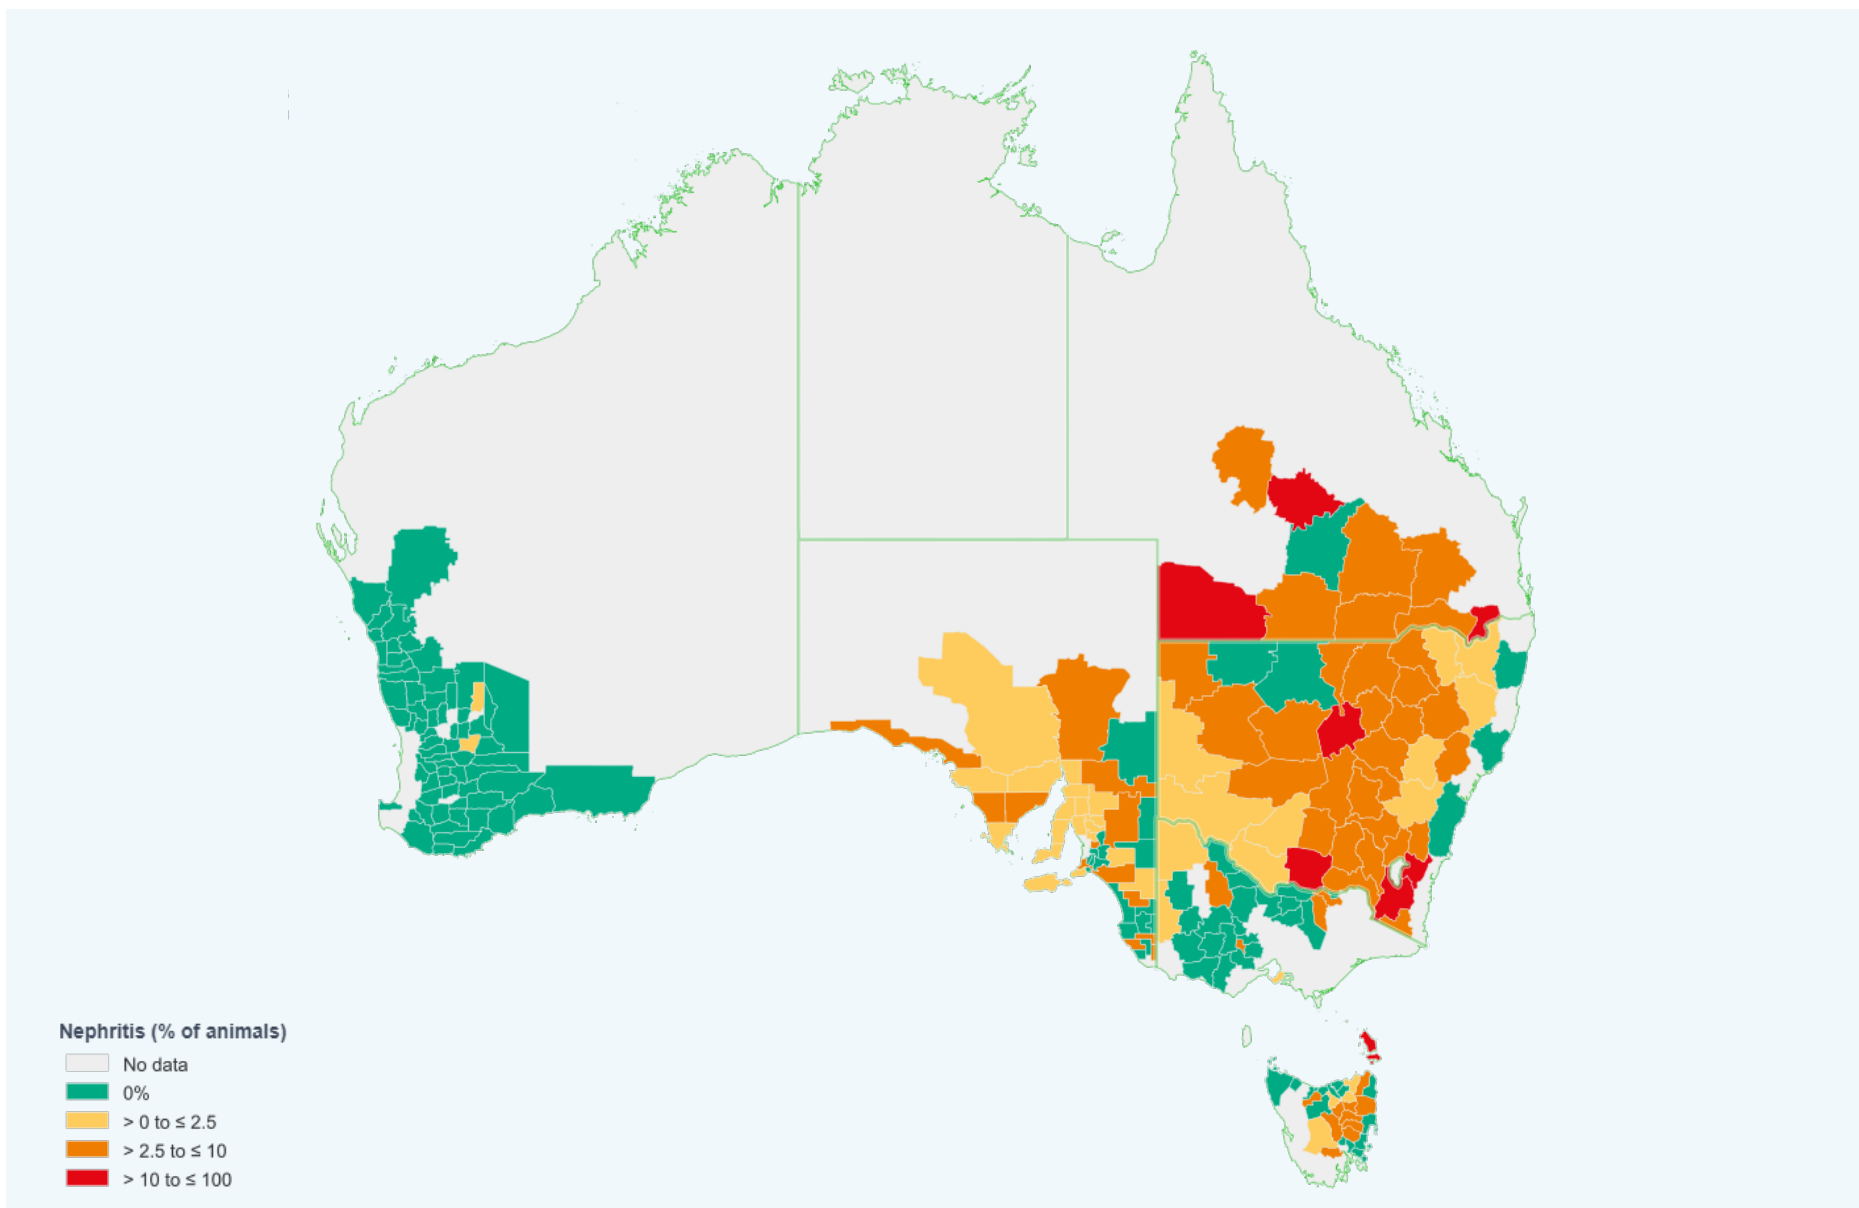 Nephritis (% of animals)
No data
0%
> 0 to ≤ 2.5
> 2.5 to ≤ 10
> 10 to ≤ 100